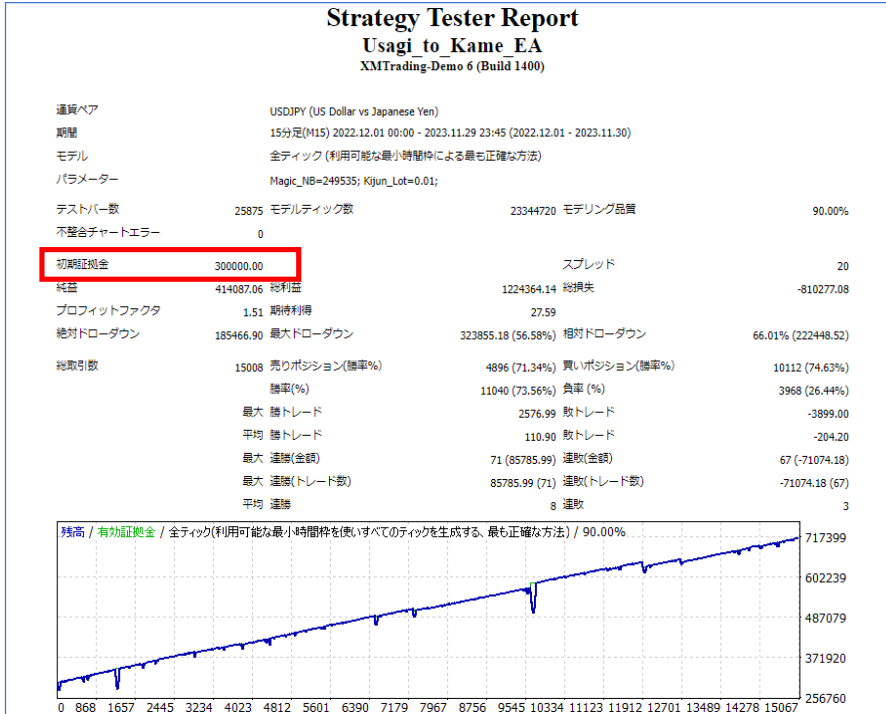 Strategy Tester Report
Usagi_to_Kame_EA
XMTrading-Demo 6 (Build 1400)
通貨ペア USDJPY (US Dollar vs Japanese Yen)
期間 15分足(M15) 2022.12.01 00:00 - 2023.11.29 23:45 (2022.12.01 - 2023.11.30)
モデル 全ティック (利用可能な最小時間枠による最も正確な方法)
パラメーター Magic_NB=249535; Kijun_Lot=0.01;
テストバー数 25875 モデルティック数 23344720 モデリング品質 90.00%
不整合チャートエラー 0
初期証拠金 300000.00 スプレッド 20
純益 414087.06 総利益 1224364.14 総損失 -810277.08
プロフィットファクタ 1.51 期待利得 27.59
絶対ドローダウン 185466.90 最大ドローダウン 323855.18 (56.58%) 相対ドローダウン 66.01% (222448.52)
総取引数 15008 売りポジション(勝率%) 4896 (71.34%) 買いポジション(勝率%) 10112 (74.63%)
勝率(%) 11040 (73.56%) 負率 (%) 3968 (26.44%)
最大 勝トレード 2576.99 敗トレード -3899.00
平均 勝トレード 110.90 敗トレード -204.20
最大 連勝(金額) 71 (85785.99) 連敗(金額) 67 (-71074.18)
最大 連勝(トレード数) 85785.99 (71) 連敗(トレード数) -71074.18 (67)
平均 連勝 8 連敗 3
残高 / 有効証拠金 / 全ティック(利用可能な最小時間枠を使いすべてのティックを生成する、最も正確な方法) / 90.00%
717399
602239
487079
371920
256760
0 868 1657 2445 3234 4023 4812 5601 6390 7179 7967 8756 9545 10334 11123 11912 12701 13489 14278 15067